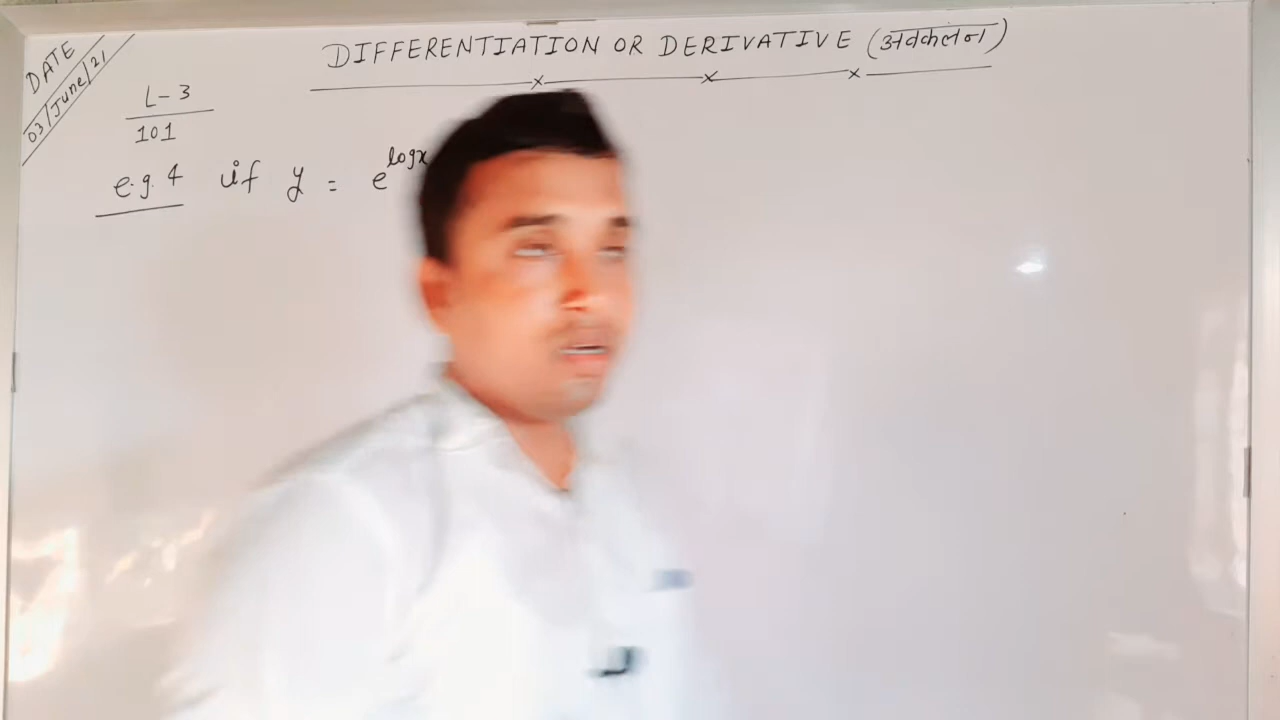 DATE
03/June/21
DIFFERENTIATION OR DERIVATIVE (अवकलन)
L-3
101
e.g. 4 if y = e^logx